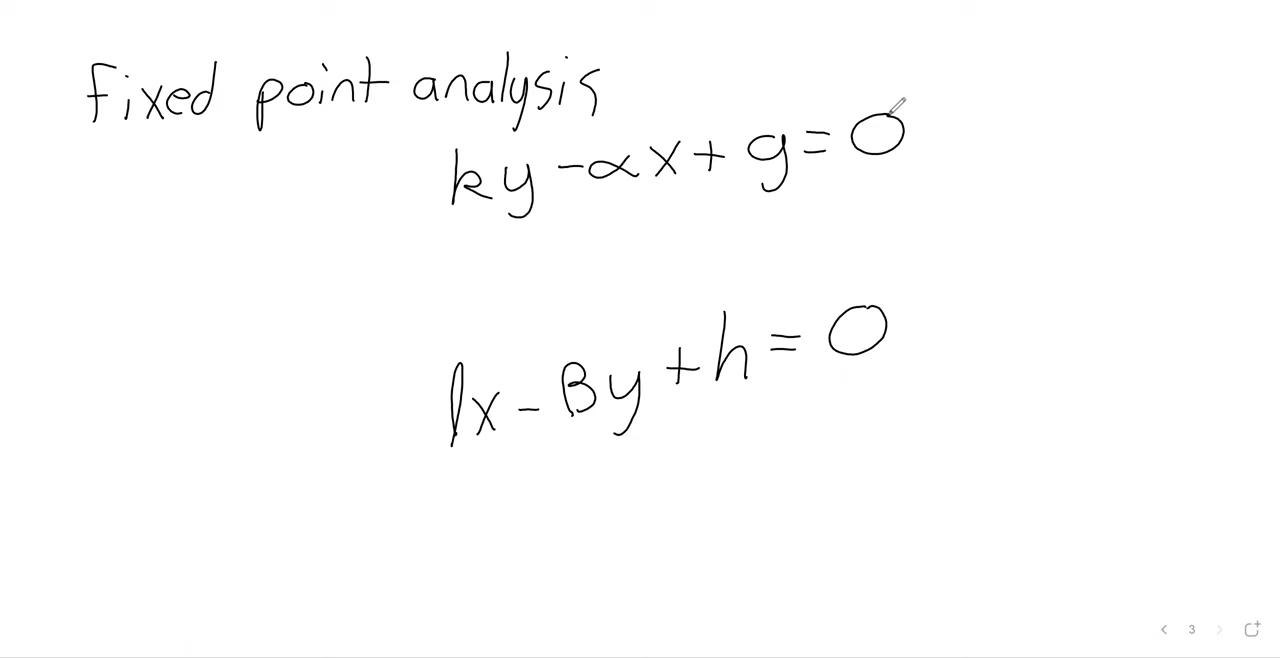 Fixed point analysis
ky - αx + g = 0
lx - βy + h = 0
3